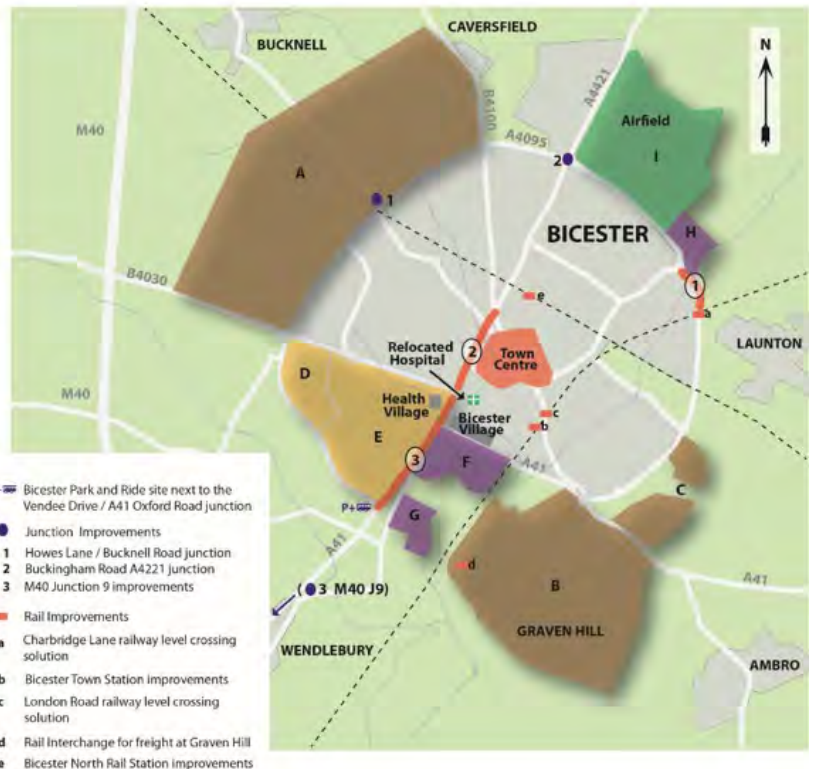 CAVERSFIELD
BUCKNELL
N
A4421
B4100
M40
A4095
Airfield
2
I
A
1
BICESTER
H
B4030
1
e
a
Relocated
Hospital
2
Town
Centre
LAUNTON
D
M40
Health
Village
Bicester
Village
c
b
E
3
F
A41
C
P+
G
A41
d
B
A41
( 3 M40 J9)
GRAVEN HILL
WENDLEBURY
AMBRO
+ Bicester Park and Ride site next to the
Vendee Drive / A41 Oxford Road junction
Junction Improvements
1 Howes Lane / Bucknell Road junction
2 Buckingham Road A4221 junction
3 M40 Junction 9 improvements
Rail Improvements
a Charbridge Lane railway level crossing
solution
b Bicester Town Station improvements
c London Road railway level crossing
solution
d Rail Interchange for freight at Graven Hill
e Bicester North Rail Station improvements